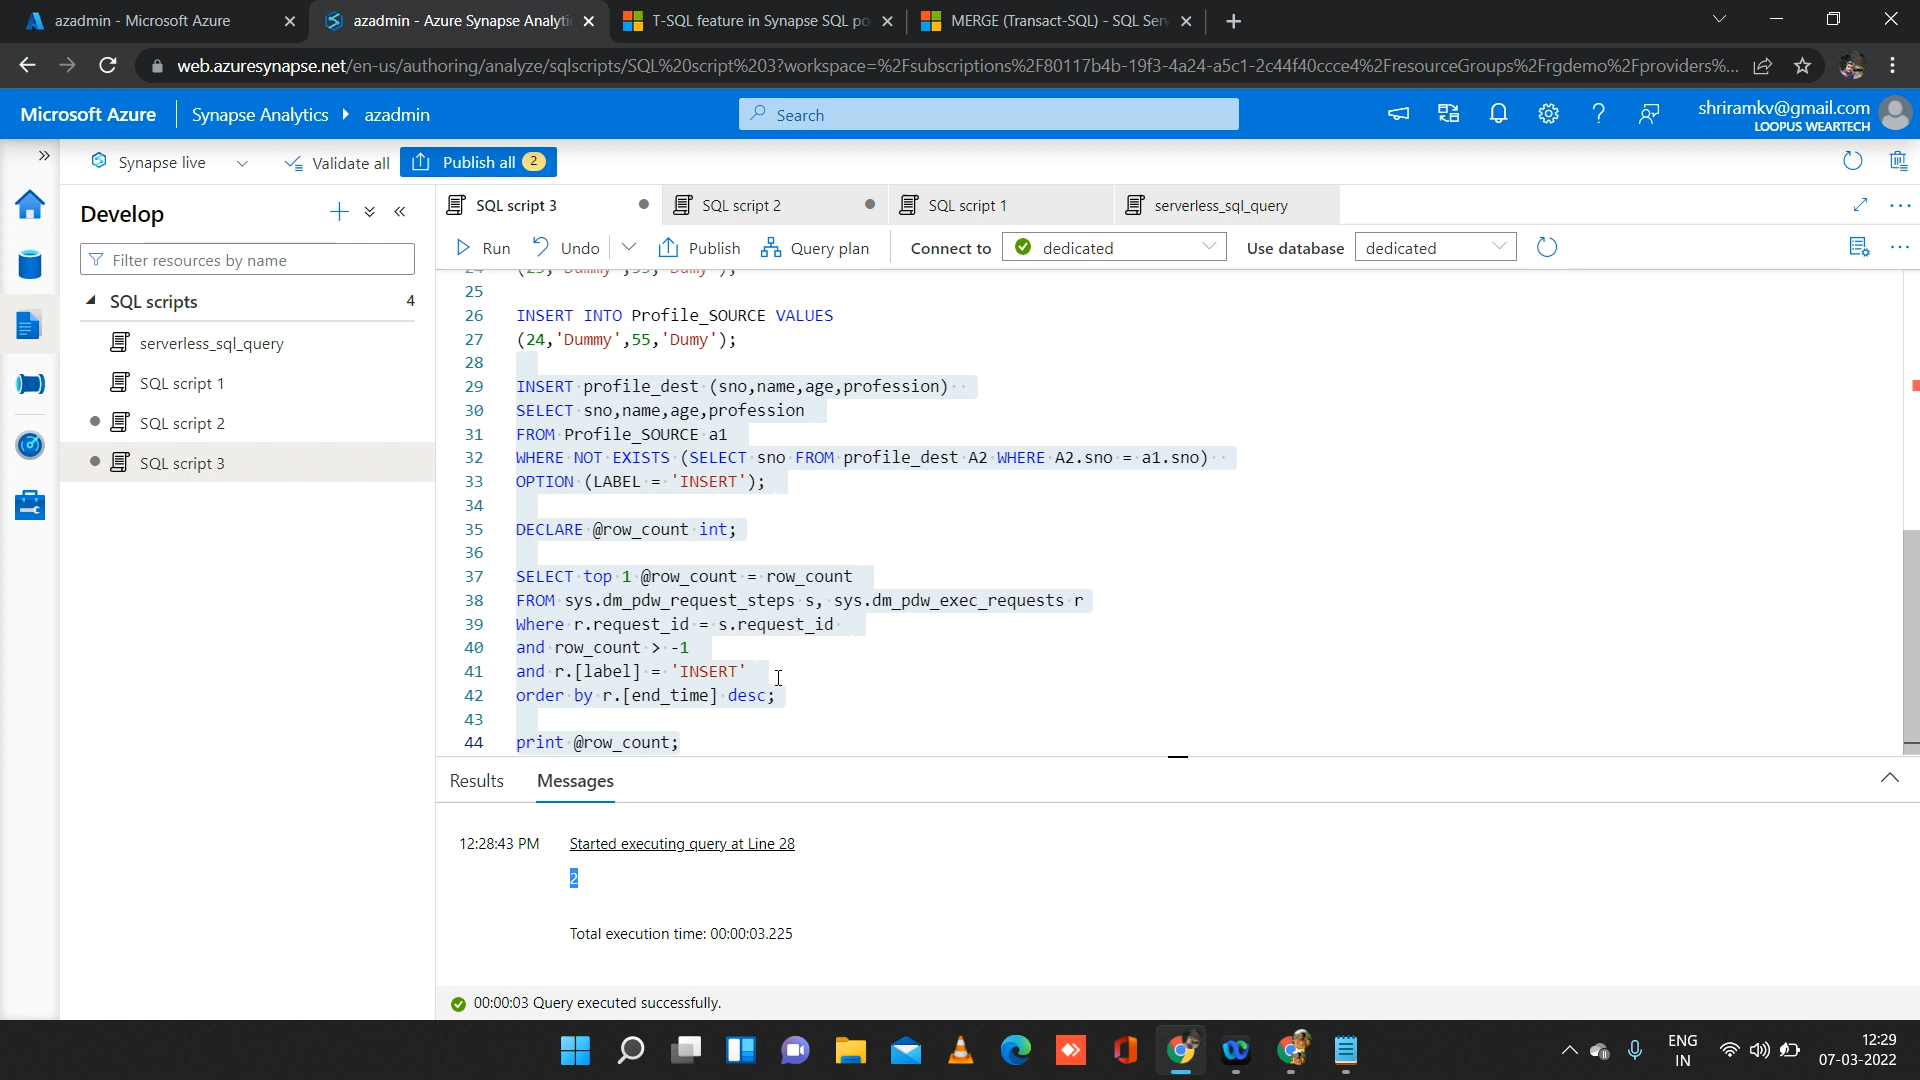 azadmin - Microsoft Azure
azadmin - Azure Synapse Analyti
T-SQL feature in Synapse SQL po
MERGE (Transact-SQL) - SQL Serv
web.azuresynapse.net/en-us/authoring/analyze/sqlscripts/SQL%20script%203?workspace=%2Fsubscriptions%2F80117b4b-19f3-4a24-a5c1-2c44f40ccce4%2FresourceGroups%2Frgdemo%2Fproviders%...
Microsoft Azure
Synapse Analytics
azadmin
Search
shriramkv@gmail.com
LOOPUS WEARTECH
Synapse live
Validate all
Publish all 2
Develop
Filter resources by name
SQL scripts 4
serverless_sql_query
SQL script 1
SQL script 2
SQL script 3
SQL script 3
SQL script 2
SQL script 1
serverless_sql_query
Run
Undo
Publish
Query plan
Connect to
dedicated
Use database
dedicated
24 (23,'Dummy',55,'Dumy');
25
26 INSERT INTO Profile_SOURCE VALUES
27 (24,'Dummy',55,'Dumy');
28
29 INSERT profile_dest (sno,name,age,profession)
30 SELECT sno,name,age,profession
31 FROM Profile_SOURCE a1
32 WHERE NOT EXISTS (SELECT sno FROM profile_dest A2 WHERE A2.sno = a1.sno)
33 OPTION (LABEL = 'INSERT');
34
35 DECLARE @row_count int;
36
37 SELECT top 1 @row_count = row_count
38 FROM sys.dm_pdw_request_steps s, sys.dm_pdw_exec_requests r
39 Where r.request_id = s.request_id
40 and row_count > -1
41 and r.[label] = 'INSERT'
42 order by r.[end_time] desc;
43
44 print @row_count;
Results
Messages
12:28:43 PM
Started executing query at Line 28
2
Total execution time: 00:00:03.225
00:00:03 Query executed successfully.
ENG
IN
12:29
07-03-2022